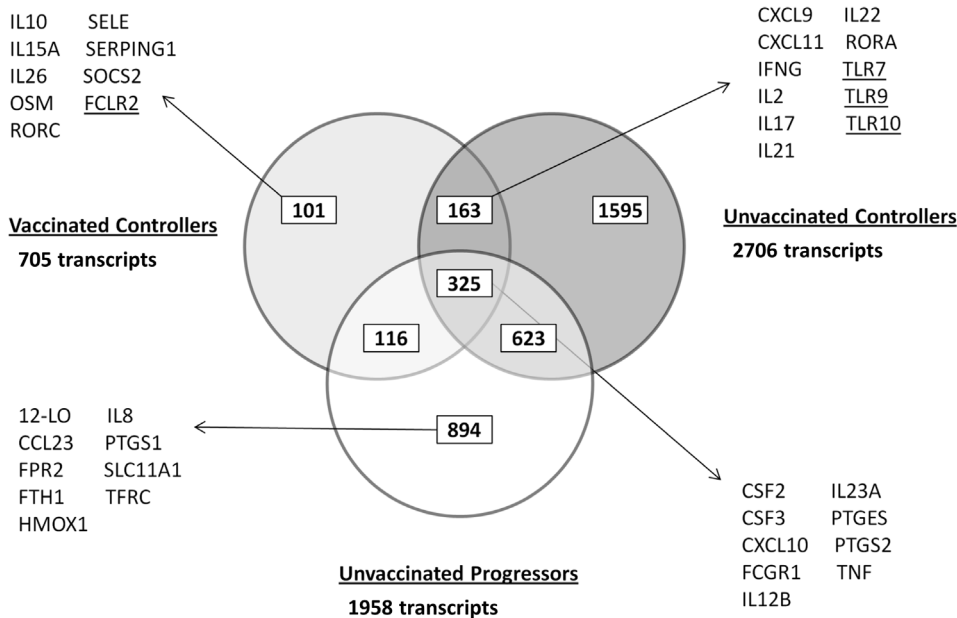 IL10 SELE
IL15A SERPING1
IL26 SOCS2
OSM FCLR2
RORC
CXCL9 IL22
CXCL11 RORA
IFNG TLR7
IL2 TLR9
IL17 TLR10
IL21
101
163
1595
Vaccinated Controllers
705 transcripts
Unvaccinated Controllers
2706 transcripts
325
116
623
894
12-LO IL8
CCL23 PTGS1
FPR2 SLC11A1
FTH1 TFRC
HMOX1
CSF2 IL23A
CSF3 PTGES
CXCL10 PTGS2
FCGR1 TNF
IL12B
Unvaccinated Progressors
1958 transcripts